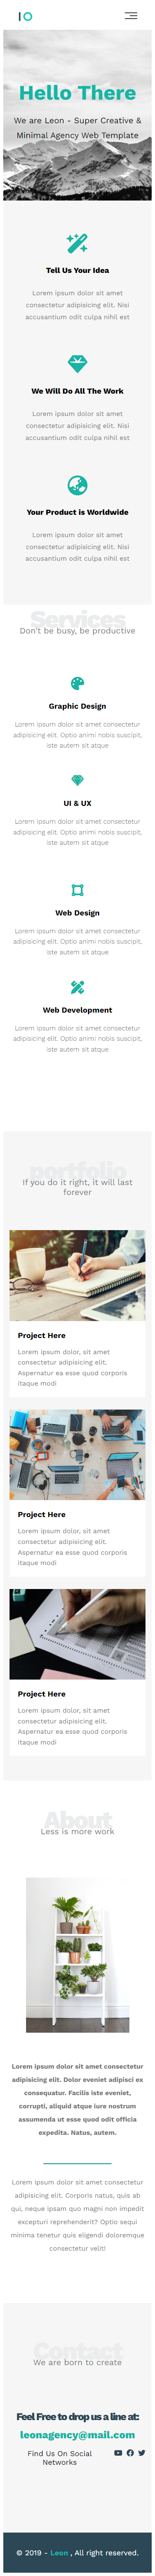 IO
Hello There
We are Leon - Super Creative &
Minimal Agency Web Template
Tell Us Your Idea
Lorem ipsum dolor sit amet
consectetur adipisicing elit. Nisi
accusantium odit culpa nihil est
We Will Do All The Work
Lorem ipsum dolor sit amet
consectetur adipisicing elit. Nisi
accusantium odit culpa nihil est
Your Product is Worldwide
Lorem ipsum dolor sit amet
consectetur adipisicing elit. Nisi
accusantium odit culpa nihil est
Services
Don't be busy, be productive
Graphic Design
Lorem ipsum dolor sit amet consectetur
adipisicing elit. Optio animi nobis suscipit,
iste autem sit atque
UI & UX
Lorem ipsum dolor sit amet consectetur
adipisicing elit. Optio animi nobis suscipit,
iste autem sit atque
Web Design
Lorem ipsum dolor sit amet consectetur
adipisicing elit. Optio animi nobis suscipit,
iste autem sit atque
Web Development
Lorem ipsum dolor sit amet consectetur
adipisicing elit. Optio animi nobis suscipit,
iste autem sit atque
portfolio
If you do it right, it will last
forever
Project Here
Lorem ipsum dolor, sit amet
consectetur adipisicing elit.
Aspernatur ea esse quod corporis
itaque modi
Project Here
Lorem ipsum dolor, sit amet
consectetur adipisicing elit.
Aspernatur ea esse quod corporis
itaque modi
Project Here
Lorem ipsum dolor, sit amet
consectetur adipisicing elit.
Aspernatur ea esse quod corporis
itaque modi
About
Less is more work
Lorem ipsum dolor sit amet consectetur
adipisicing elit. Dolor eveniet adipisci ex
consequatur. Facilis iste eveniet,
corrupti, aliquid atque iure nostrum
assumenda ut esse quod odit officia
expedita. Natus, autem.
Lorem ipsum dolor sit amet consectetur
adipisicing elit. Corporis natus, quis ab
qui, neque ipsam quo magni non impedit
excepturi reprehenderit? Optio sequi
minima tenetur quis eligendi doloremque
consectetur velit!
Contact
We are born to create
Feel Free to drop us a line at:
leonagency@mail.com
Find Us On Social
Networks
© 2019 - Leon , All right reserved.